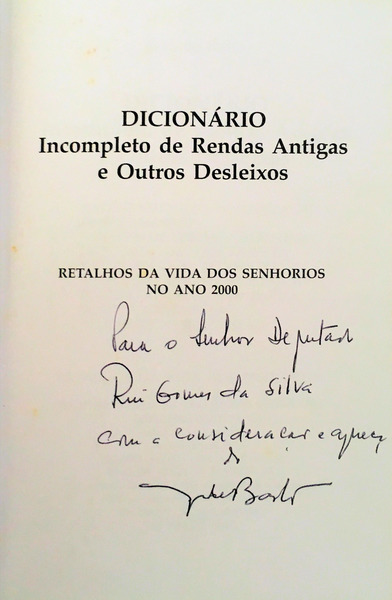 DICIONÁRIO
Incompleto de Rendas Antigas
e Outros Desleixos
RETALHOS DA VIDA DOS SENHORIOS
NO ANO 2000
Para o Senhor Deputado
Rui Gomes da Silva
com a consideração e apreço